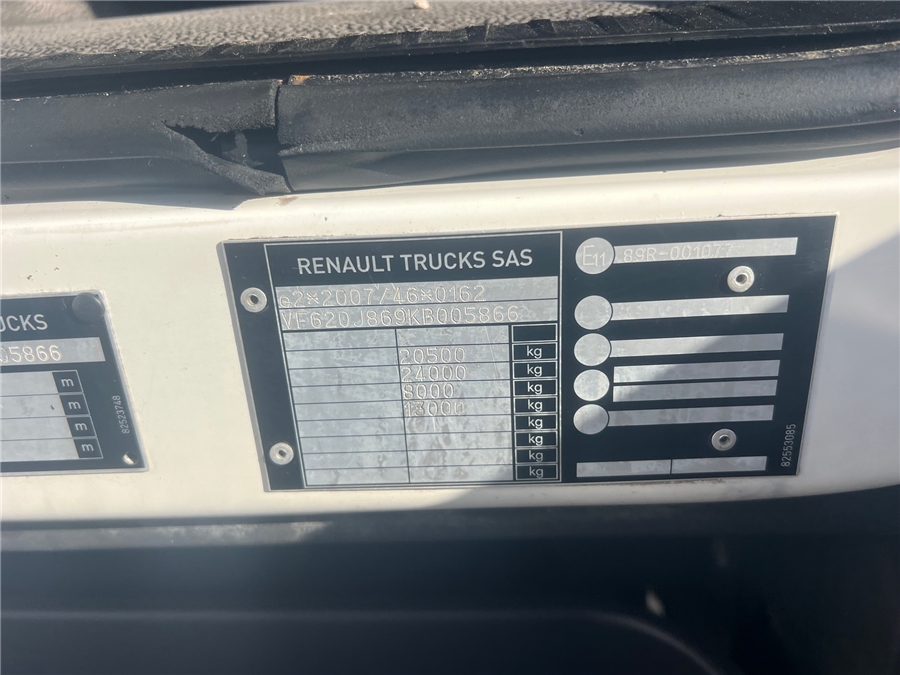 RENAULT TRUCKS SAS
e2*2007/46*0162
VF620J869KB005866
20500 kg
24000 kg
8000 kg
13000 kg
kg
kg
kg
E11 89R-001077
82553085
UCKS
05866
m
m
m
m
82523748